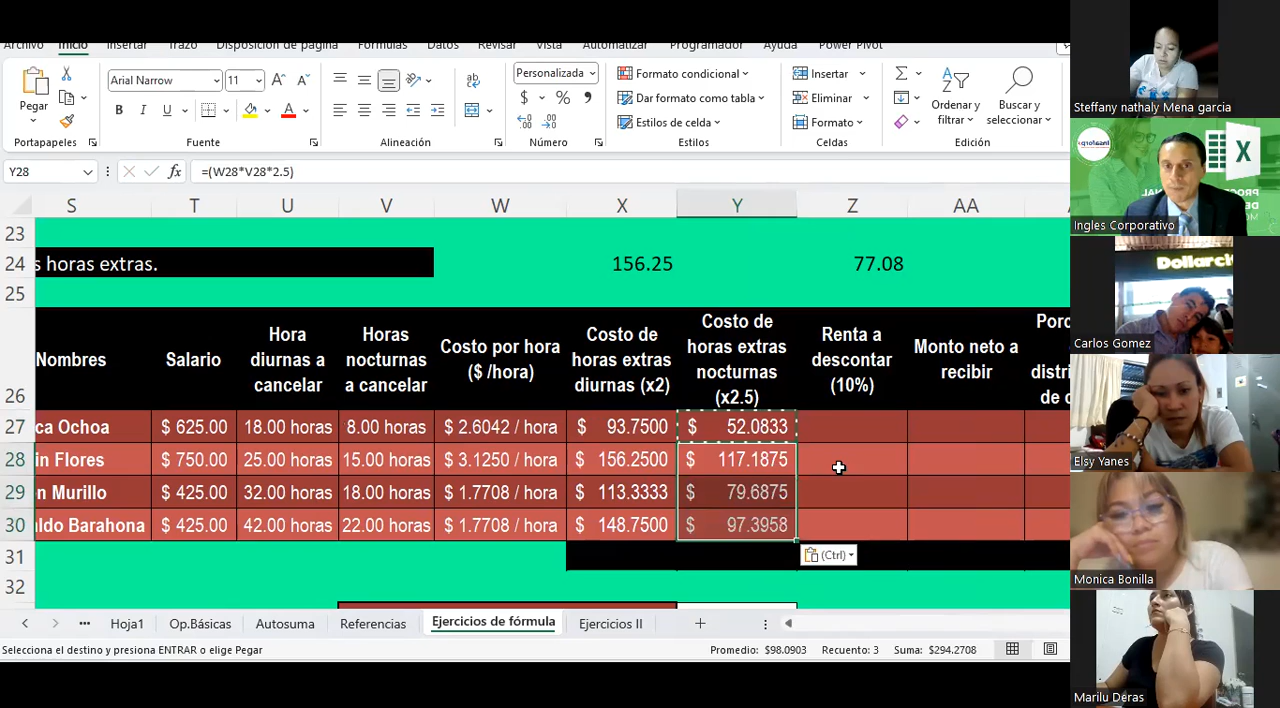 Archivo Inicio Insertar Trazo Disposición de página Fórmulas Datos Revisar Vista Automatizar Programador Ayuda Power Pivot
Pegar
Portapapeles
Arial Narrow 11
N K S
Fuente
Alineación
Personalizada
$ %
Número
Formato condicional
Dar formato como tabla
Estilos de celda
Estilos
Insertar
Eliminar
Formato
Celdas
Ordenar y filtrar
Buscar y seleccionar
Edición
Y28 fx =(W28*V28*2.5)
S T U V W X Y Z AA
23
24 s horas extras. 156.25 77.08
25
26 Nombres Salario Hora diurnas a cancelar Horas nocturnas a cancelar Costo por hora ($ /hora) Costo de horas extras diurnas (x2) Costo de horas extras nocturnas (x2.5) Renta a descontar (10%) Monto neto a recibir
27 ca Ochoa $ 625.00 18.00 horas 8.00 horas $ 2.6042 / hora $ 93.7500 $ 52.0833
28 in Flores $ 750.00 25.00 horas 15.00 horas $ 3.1250 / hora $ 156.2500 $ 117.1875
29 n Murillo $ 425.00 32.00 horas 18.00 horas $ 1.7708 / hora $ 113.3333 $ 79.6875
30 ldo Barahona $ 425.00 42.00 horas 22.00 horas $ 1.7708 / hora $ 148.7500 $ 97.3958
31 (Ctrl)
32
Hoja1 Op.Básicas Autosuma Referencias Ejercicios de fórmula Ejercicios II
Selecciona el destino y presiona ENTRAR o elige Pegar Promedio: $98.0903 Recuento: 3 Suma: $294.2708
Steffany nathaly Mena garcia
Ingles Corporativo
Dollarci
Carlos Gomez
Elsy Yanes
Monica Bonilla
Marilu Deras